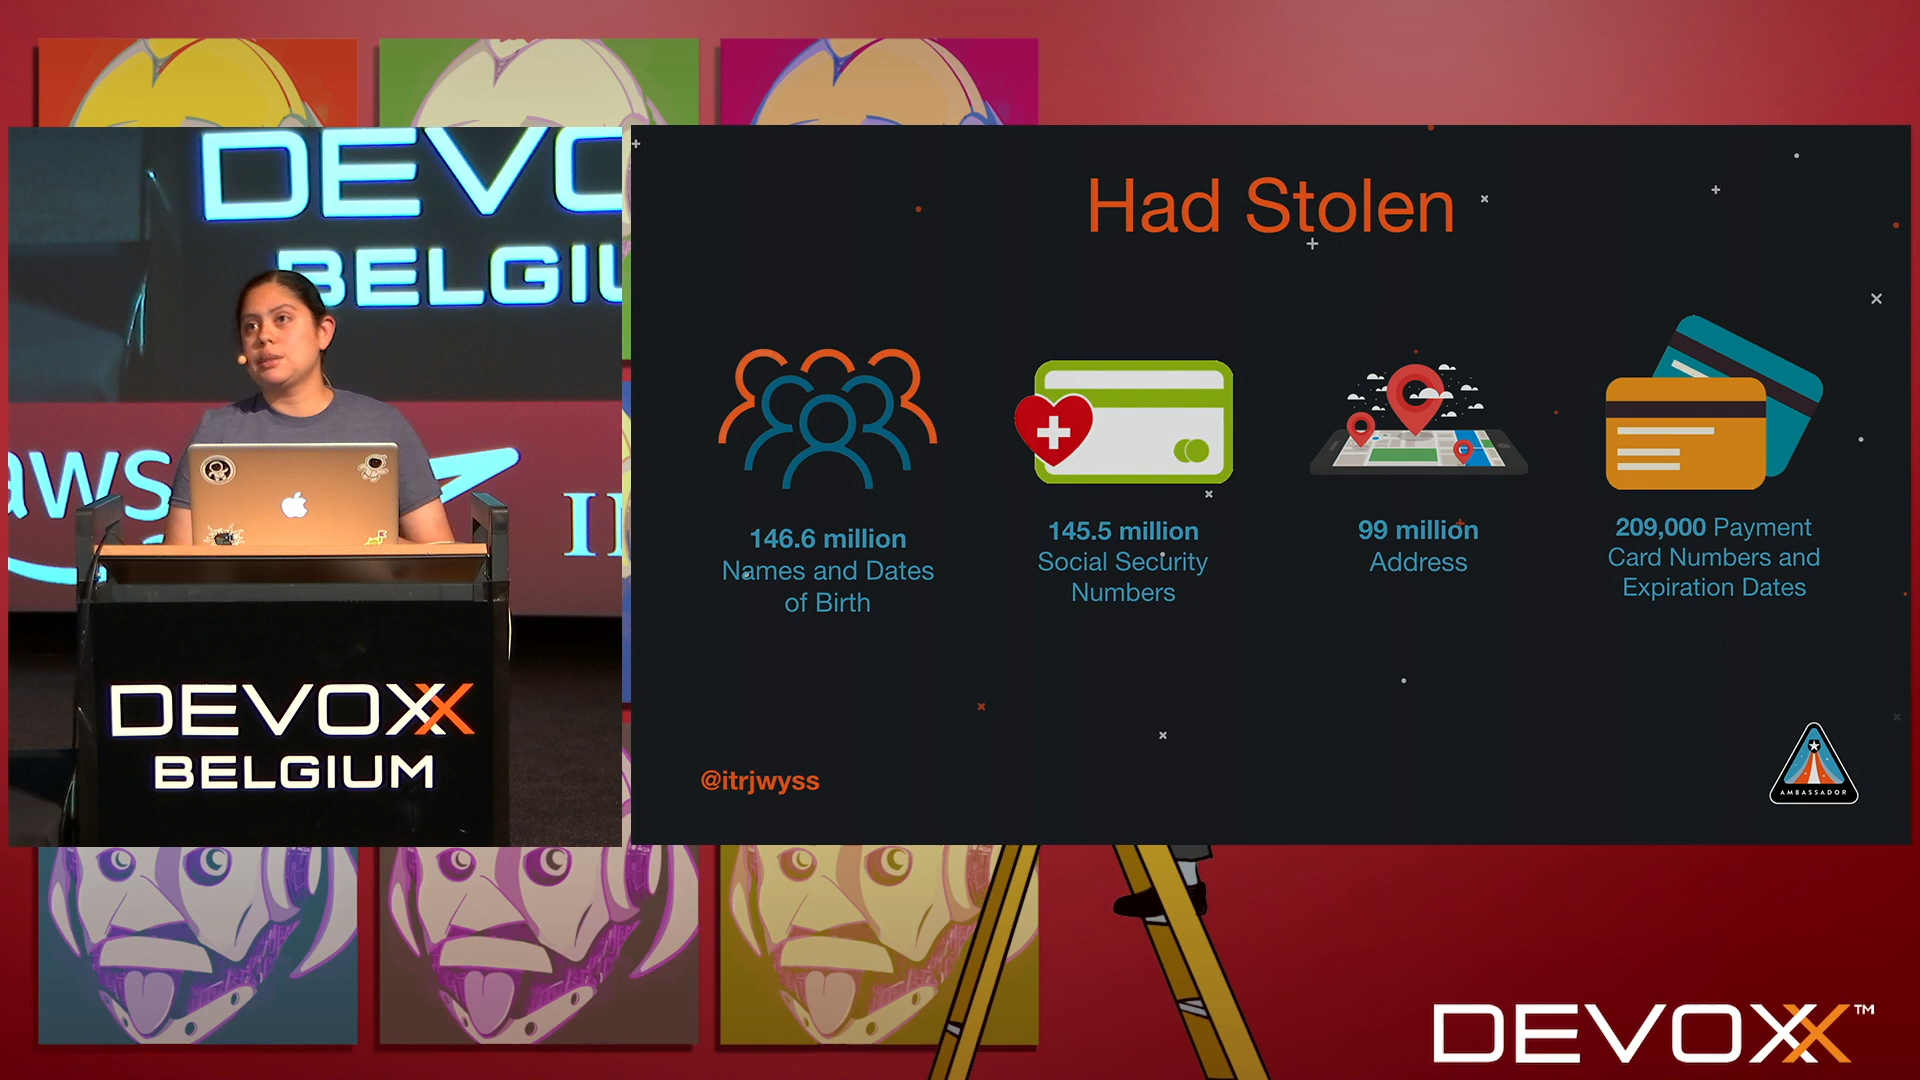 DEVO
BELGIU
aws
DEVOXX
BELGIUM
Had Stolen
146.6 million
Names and Dates
of Birth
145.5 million
Social Security
Numbers
99 million
Address
209,000 Payment
Card Numbers and
Expiration Dates
@itrjwyss
AMBASSADOR
DEVOXX™